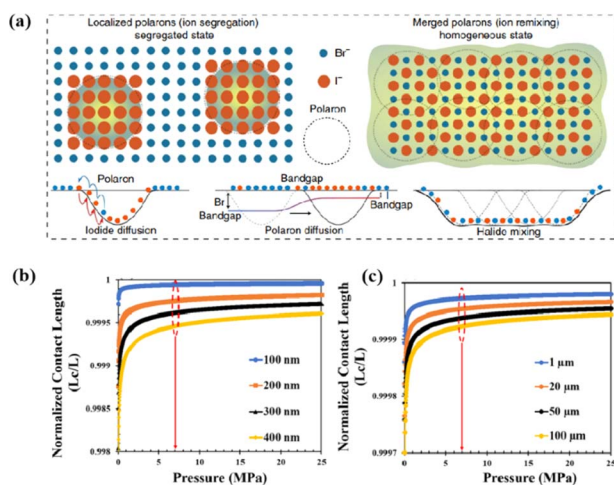 (a)
Localized polarons (ion segregation)
segregated state
Merged polarons (ion remixing)
homogeneous state
Br⁻
I⁻
Polaron
Polaron
Iodide diffusion
Bandgap
Br
Bandgap
Bandgap
Polaron diffusion
Halido mixing
(b)
Normalized Contact Length
(Lc/L)
1
0,9995
0,999
0,9985
0,998
0
5
10
15
20
25
100 nm
200 nm
300 nm
400 nm
Pressure (MPa)
(c)
Normalized Contact Length
(Lc/L)
1
0,9999
0,9998
0,9997
0
5
10
15
20
25
1 µm
20 µm
50 µm
100 µm
Pressure (MPa)